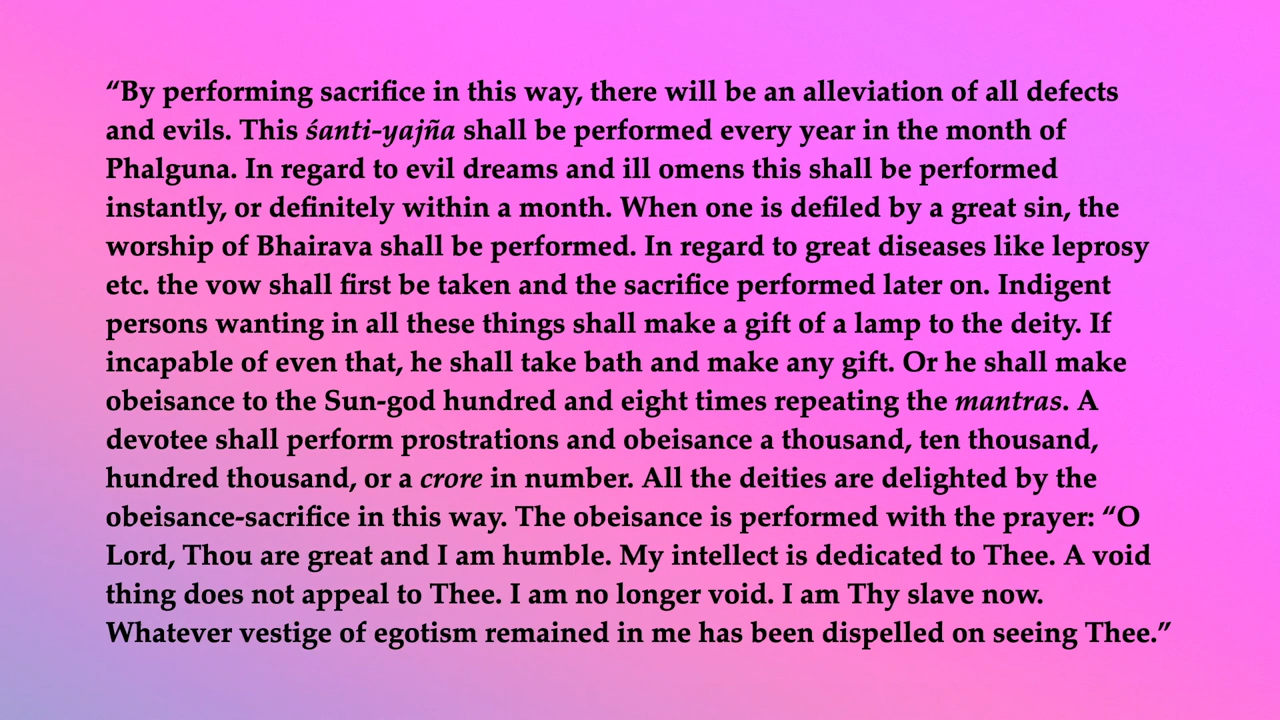 “By performing sacrifice in this way, there will be an alleviation of all defects
and evils. This śanti-yajña shall be performed every year in the month of
Phalguna. In regard to evil dreams and ill omens this shall be performed
instantly, or definitely within a month. When one is defiled by a great sin, the
worship of Bhairava shall be performed. In regard to great diseases like leprosy
etc. the vow shall first be taken and the sacrifice performed later on. Indigent
persons wanting in all these things shall make a gift of a lamp to the deity. If
incapable of even that, he shall take bath and make any gift. Or he shall make
obeisance to the Sun-god hundred and eight times repeating the mantras. A
devotee shall perform prostrations and obeisance a thousand, ten thousand,
hundred thousand, or a crore in number. All the deities are delighted by the
obeisance-sacrifice in this way. The obeisance is performed with the prayer: “O
Lord, Thou are great and I am humble. My intellect is dedicated to Thee. A void
thing does not appeal to Thee. I am no longer void. I am Thy slave now.
Whatever vestige of egotism remained in me has been dispelled on seeing Thee.”